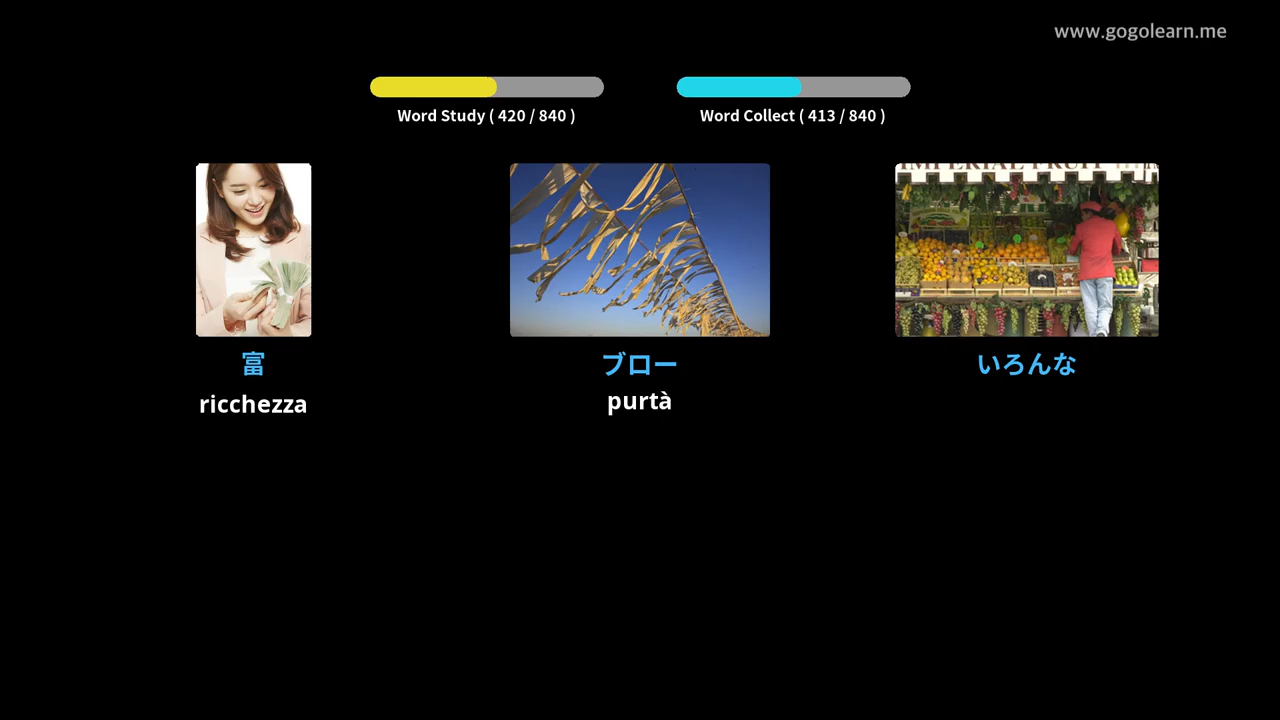 www.gogolearn.me
Word Study ( 420 / 840 )
Word Collect ( 413 / 840 )
富
ブロー
いろんな
ricchezza
purtà